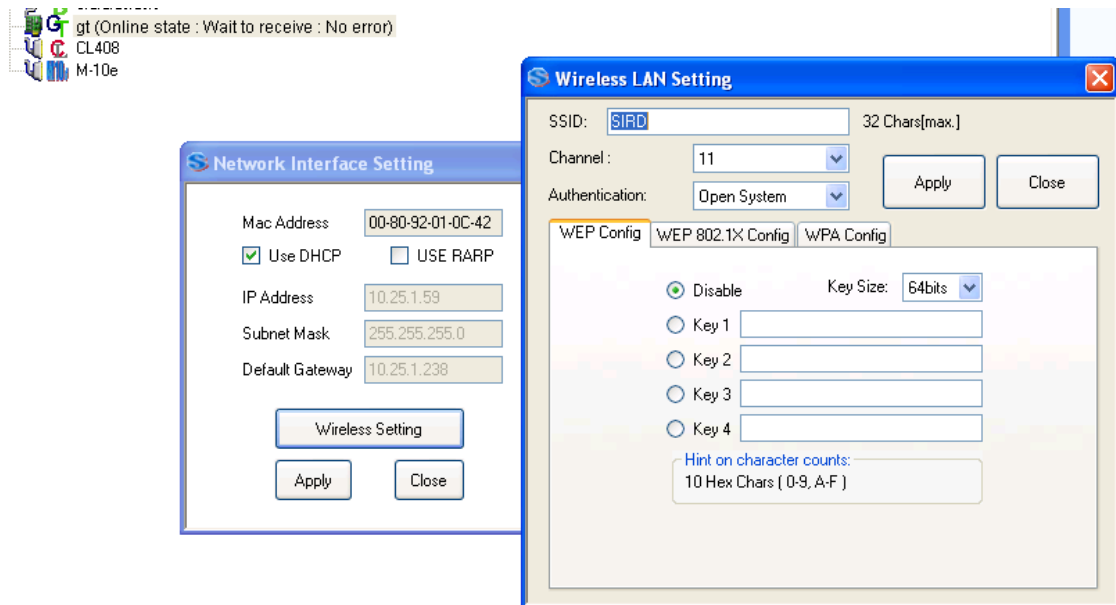 gt (Online state : Wait to receive : No error)
CL408
M-10e
Wireless LAN Setting
SSID: SIRD 32 Chars[max.]
Channel : 11
Authentication: Open System
Apply Close
WEP Config WEP 802.1X Config WPA Config
Disable Key Size: 64bits
Key 1
Key 2
Key 3
Key 4
Hint on character counts:
10 Hex Chars ( 0-9, A-F )
Network Interface Setting
Mac Address 00-80-92-01-0C-42
Use DHCP USE RARP
IP Address 10.25.1.59
Subnet Mask 255.255.255.0
Default Gateway 10.25.1.238
Wireless Setting
Apply Close